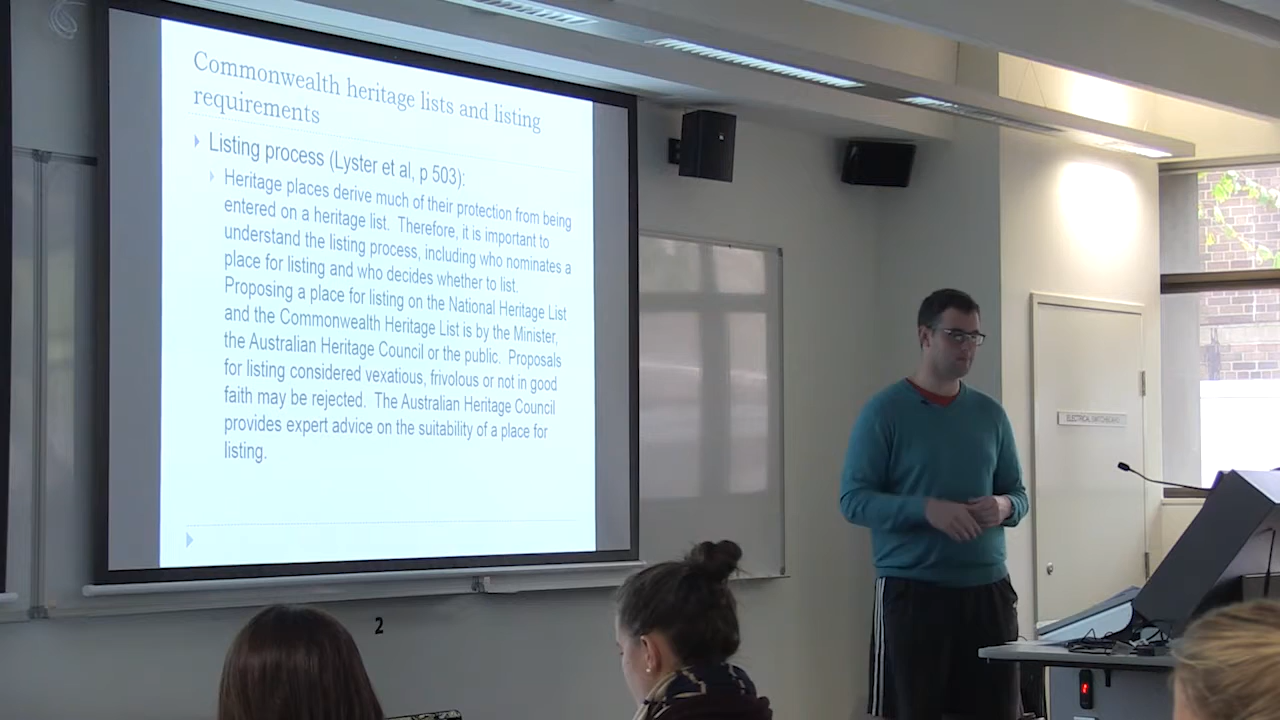 Commonwealth heritage lists and listing
requirements
Listing process (Lyster et al, p 503):
Heritage places derive much of their protection from being
entered on a heritage list. Therefore, it is important to
understand the listing process, including who nominates a
place for listing and who decides whether to list.
Proposing a place for listing on the National Heritage List
and the Commonwealth Heritage List is by the Minister,
the Australian Heritage Council or the public. Proposals
for listing considered vexatious, frivolous or not in good
faith may be rejected. The Australian Heritage Council
provides expert advice on the suitability of a place for
listing.
2
ELECTRICAL SWITCHBOARD